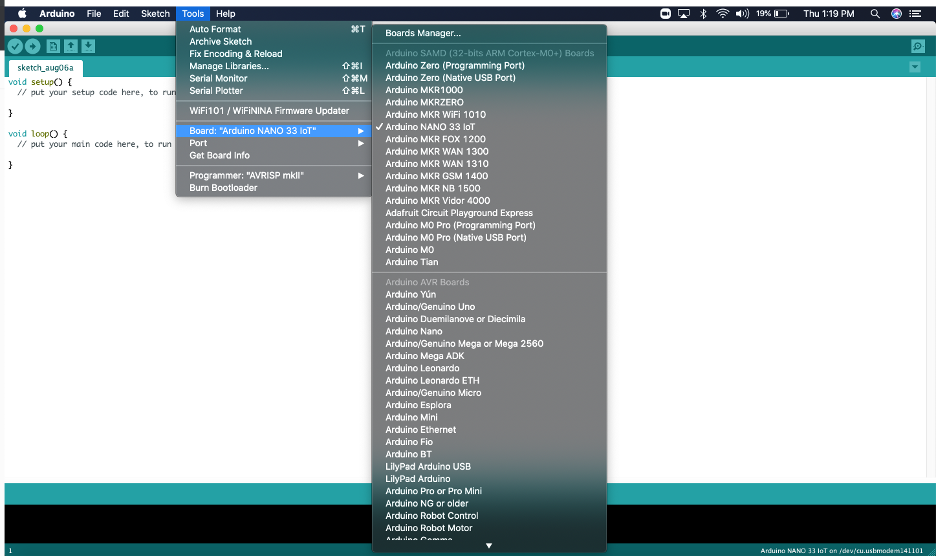 Arduino File Edit Sketch Tools Help 19% Thu 1:19 PM
sketch_aug06a
void setup() {
// put your setup code here, to run
}
void loop() {
// put your main code here, to run
}
Auto Format ⌘T
Archive Sketch
Fix Encoding & Reload
Manage Libraries... ⇧⌘I
Serial Monitor ⇧⌘M
Serial Plotter ⇧⌘L
WiFi101 / WiFiNINA Firmware Updater
Board: "Arduino NANO 33 IoT"
Port
Get Board Info
Programmer: "AVRISP mkII"
Burn Bootloader
Boards Manager...
Arduino SAMD (32-bits ARM Cortex-M0+) Boards
Arduino Zero (Programming Port)
Arduino Zero (Native USB Port)
Arduino MKR1000
Arduino MKRZERO
Arduino MKR WiFi 1010
✓ Arduino NANO 33 IoT
Arduino MKR FOX 1200
Arduino MKR WAN 1300
Arduino MKR WAN 1310
Arduino MKR GSM 1400
Arduino MKR NB 1500
Arduino MKR Vidor 4000
Adafruit Circuit Playground Express
Arduino M0 Pro (Programming Port)
Arduino M0 Pro (Native USB Port)
Arduino M0
Arduino Tian
Arduino AVR Boards
Arduino Yún
Arduino/Genuino Uno
Arduino Duemilanove or Diecimila
Arduino Nano
Arduino/Genuino Mega or Mega 2560
Arduino Mega ADK
Arduino Leonardo
Arduino Leonardo ETH
Arduino/Genuino Micro
Arduino Esplora
Arduino Mini
Arduino Ethernet
Arduino Fio
Arduino BT
LilyPad Arduino USB
LilyPad Arduino
Arduino Pro or Pro Mini
Arduino NG or older
Arduino Robot Control
Arduino Robot Motor
Arduino Gemma
1 Arduino NANO 33 IoT on /dev/cu.usbmodem141101